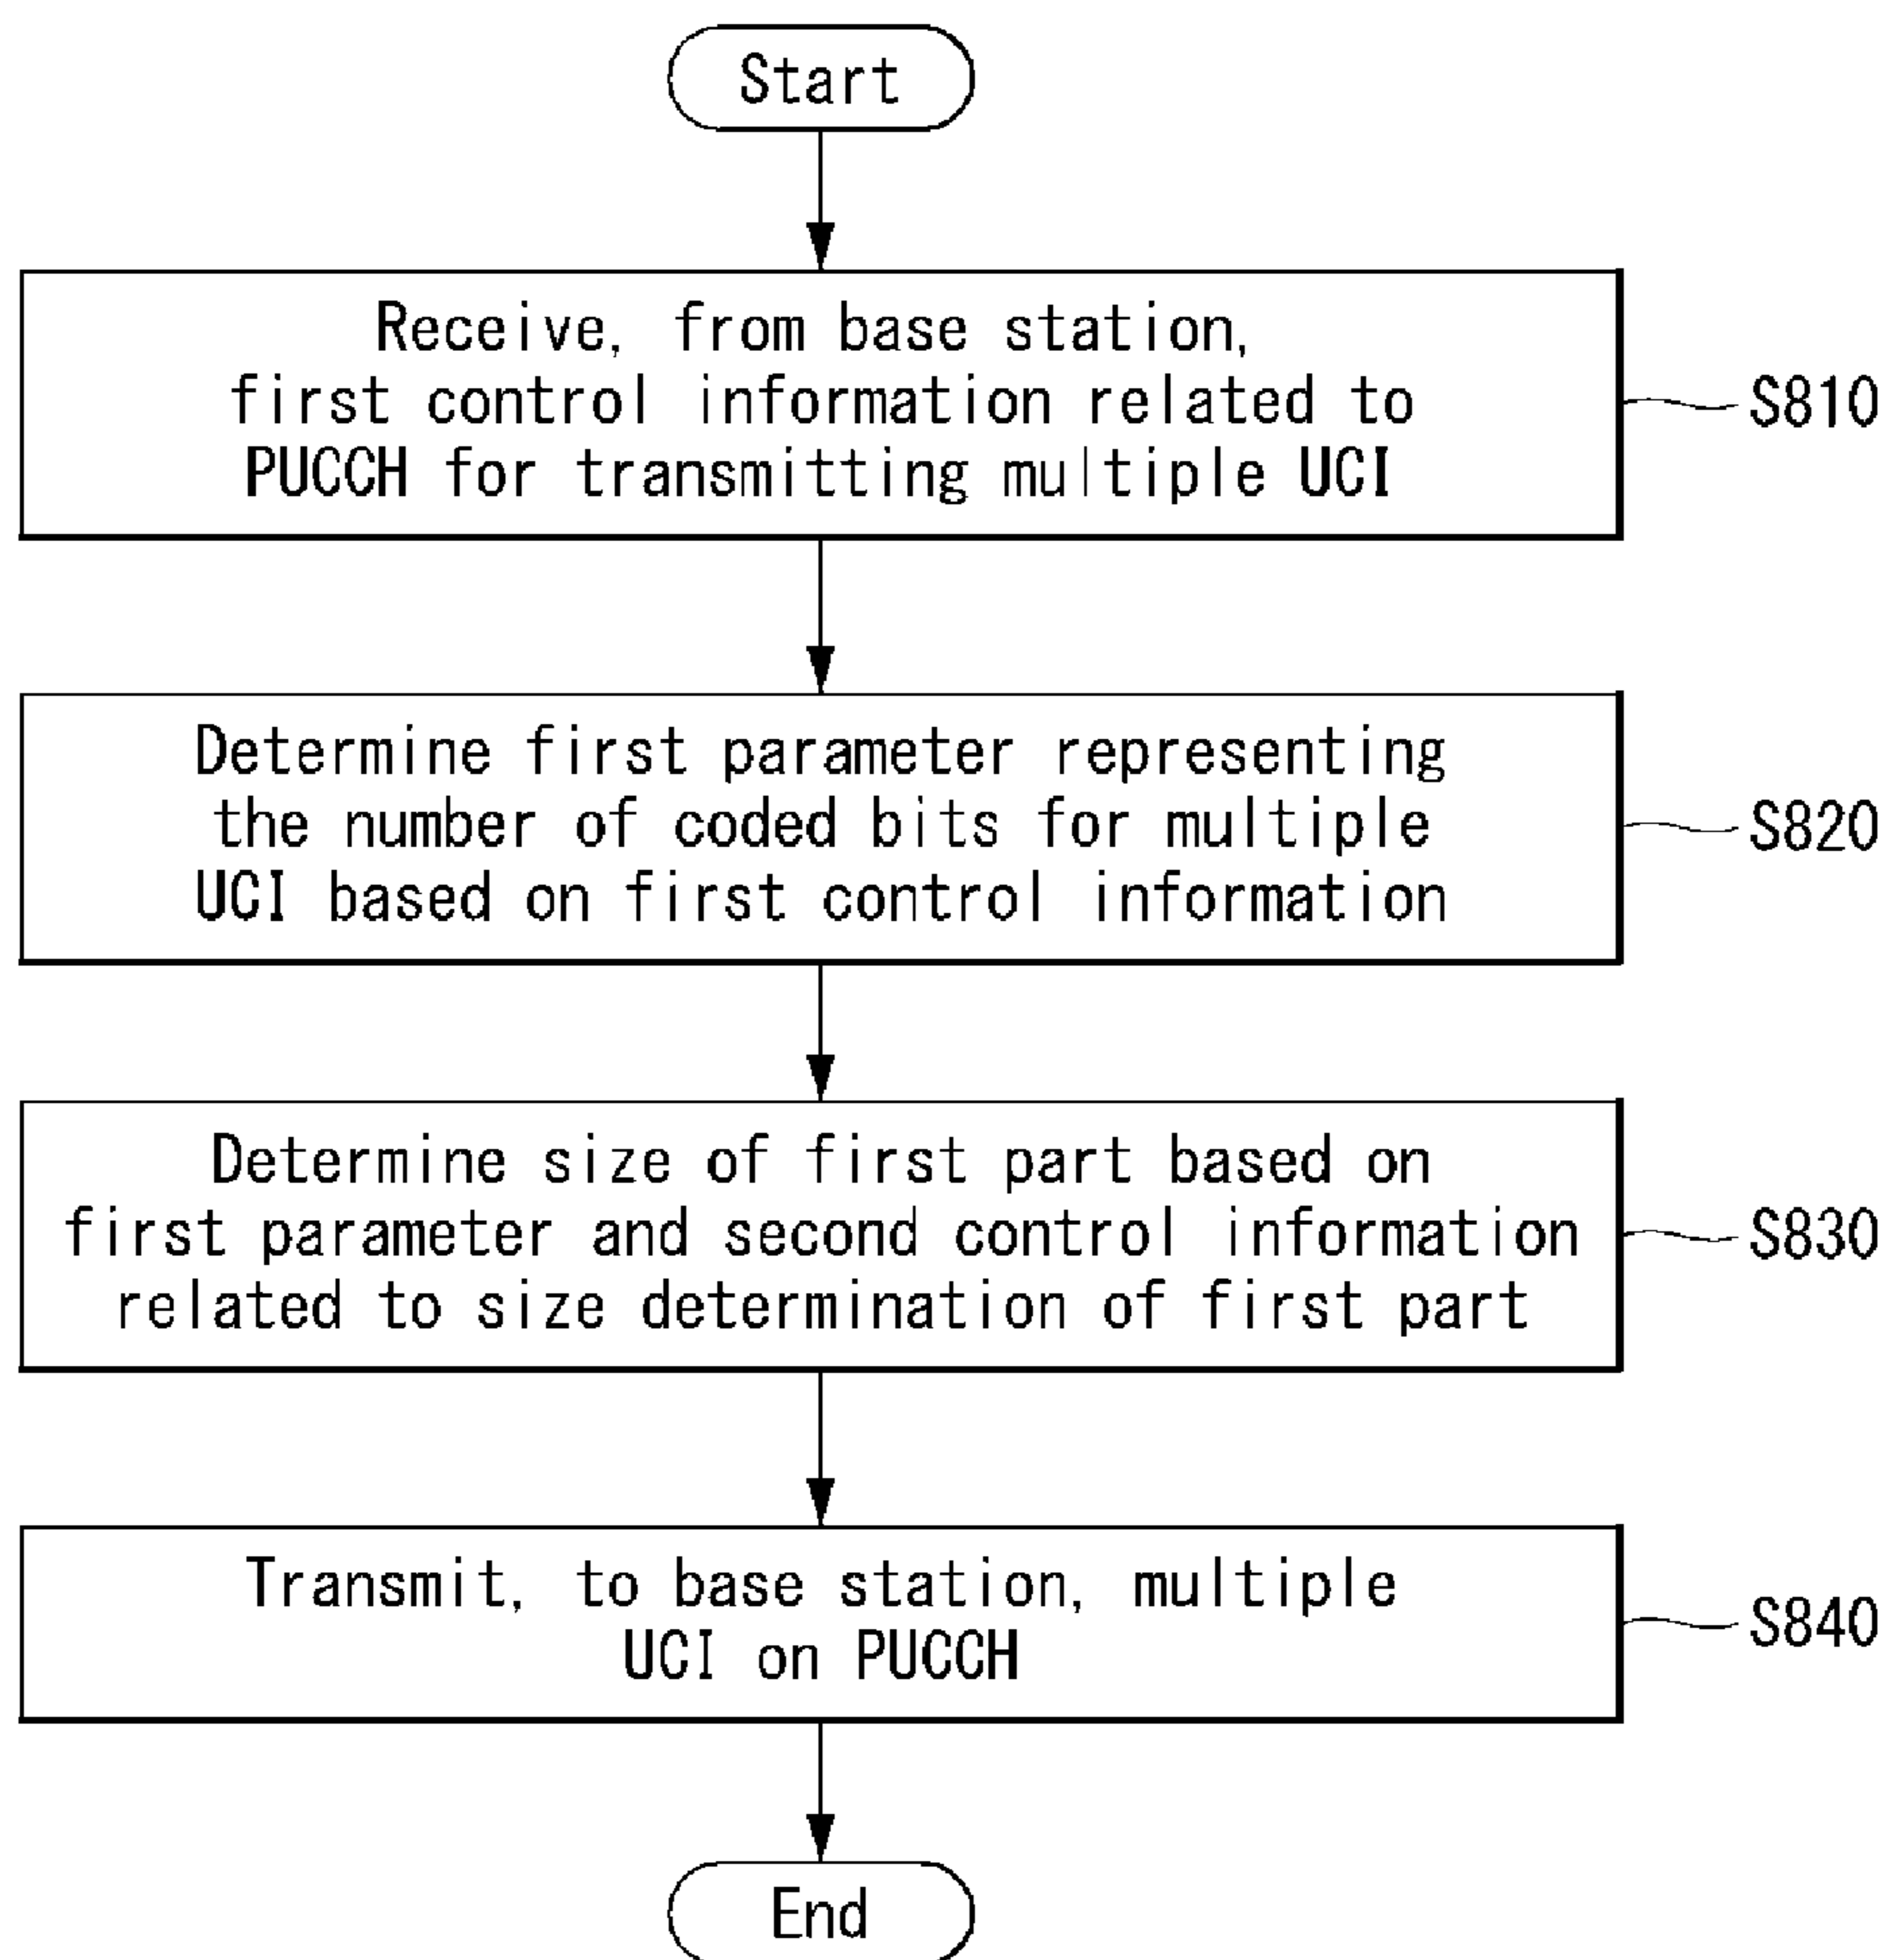 Start
Receive, from base station,
first control information related to
PUCCH for transmitting multiple UCI
S810
Determine first parameter representing
the number of coded bits for multiple
UCI based on first control information
S820
Determine size of first part based on
first parameter and second control information
related to size determination of first part
S830
Transmit, to base station, multiple
UCI on PUCCH
S840
End